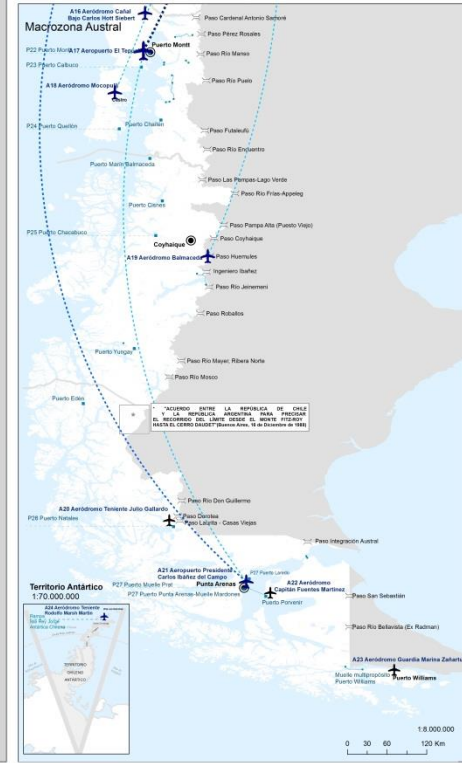 A16 Aeródromo Cañal
Bajo Carlos Hott Siebert
Paso Cardenal Antonio Samoré
Macrozona Austral
Paso Pérez Rosales
Puerto Montt
P22 Puerto Montt
A17 Aeropuerto El Tepual
Paso Río Manso
P23 Puerto Calbuco
Paso Río Puelo
A18 Aeródromo Mocopulli
Castro
P24 Puerto Quellón
Puerto Chaitén
Paso Futaleufú
Paso Río Encuentro
Puerto Marín Balmaceda
Paso Las Pampas-Lago Verde
Paso Río Frías-Appeleg
Puerto Cisnes
Paso Pampa Alta (Puesto Viejo)
P25 Puerto Chacabuco
Paso Coyhaique
Coyhaique
A19 Aeródromo Balmaceda
Paso Huemules
Ingeniero Ibañez
Paso Río Jeinemeni
Paso Roballos
Puerto Yungay
Paso Río Mayer, Ribera Norte
Paso Río Mosco
Puerto Edén
* "ACUERDO ENTRE LA REPÚBLICA DE CHILE
Y LA REPÚBLICA ARGENTINA PARA PRECISAR
EL RECORRIDO DEL LÍMITE DESDE EL MONTE FITZ-ROY
HASTA EL CERRO DAUDET" (Buenos Aires, 16 de Diciembre de 1998)
Paso Río Don Guillermo
A20 Aeródromo Teniente Julio Gallardo
Paso Dorotea
P26 Puerto Natales
Paso Laurita - Casas Viejas
Paso Integración Austral
A21 Aeropuerto Presidente
Carlos Ibáñez del Campo
P27 Puerto Laredo
P27 Puerto Muelle Prat
Punta Arenas
A22 Aeródromo
Capitán Fuentes Martínez
P27 Puerto Punta Arenas-Muelle Mardones
Puerto Porvenir
Paso San Sebastián
Territorio Antártico
1:70.000.000
A24 Aeródromo Teniente
Rodolfo Marsh Martin
Isla Rey Jorge
Antártica Chilena
TERRITORIO
CHILENO
ANTÁRTICO
Paso Río Bellavista (Ex Radman)
A23 Aeródromo Guardia Marina Zañartu
Muelle multipropósito
Puerto Williams
Puerto Williams
1:8.000.000
0 30 60 120 Km